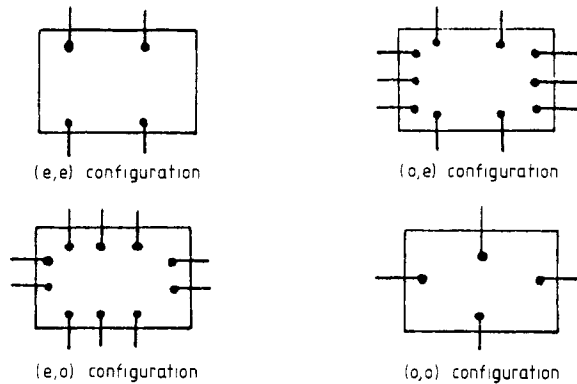 (e,e) configuration
(o,e) configuration
(e,o) configuration
(o,o) configuration